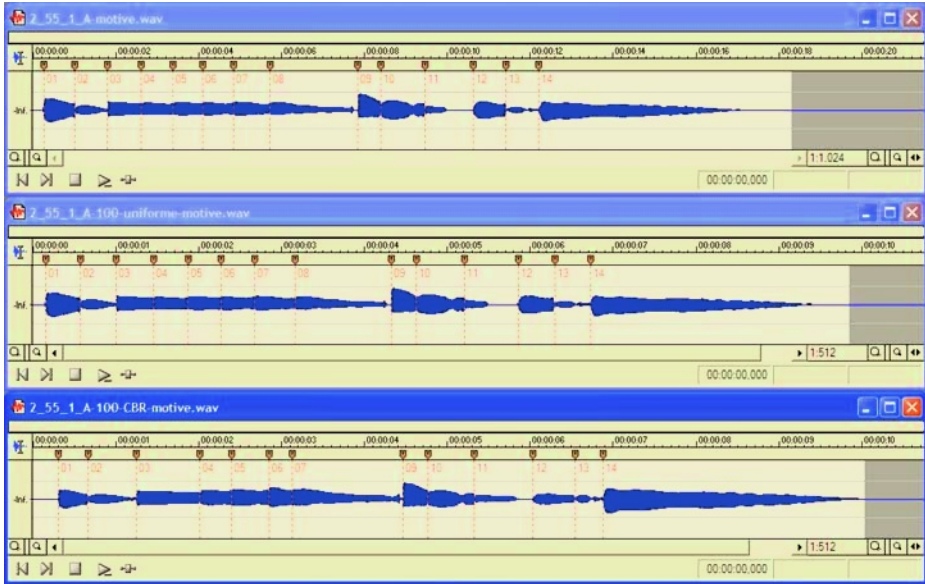 2_55_1_A-motive.wav
00:00:00 00:00:02 00:00:04 00:00:06 00:00:08 00:00:10 00:00:12 00:00:14 00:00:16 00:00:18 00:00:20
01 02 03 04 05 06 07 08 09 10 11 12 13 14
-Inf.
1:1.024
00:00:00,000
2_55_1_A-100-uniforme-motive.wav
00:00:00 00:00:01 00:00:02 00:00:03 00:00:04 00:00:05 00:00:06 00:00:07 00:00:08 00:00:09 00:00:10
01 02 03 04 05 06 07 08 09 10 11 12 13 14
-Inf.
1:512
00:00:00,000
2_55_1_A-100-CBR-motive.wav
00:00:00 00:00:01 00:00:02 00:00:03 00:00:04 00:00:05 00:00:06 00:00:07 00:00:08 00:00:09 00:00:10
01 02 03 04 05 06 07 09 10 11 12 13 14
-Inf.
1:512
00:00:00,000